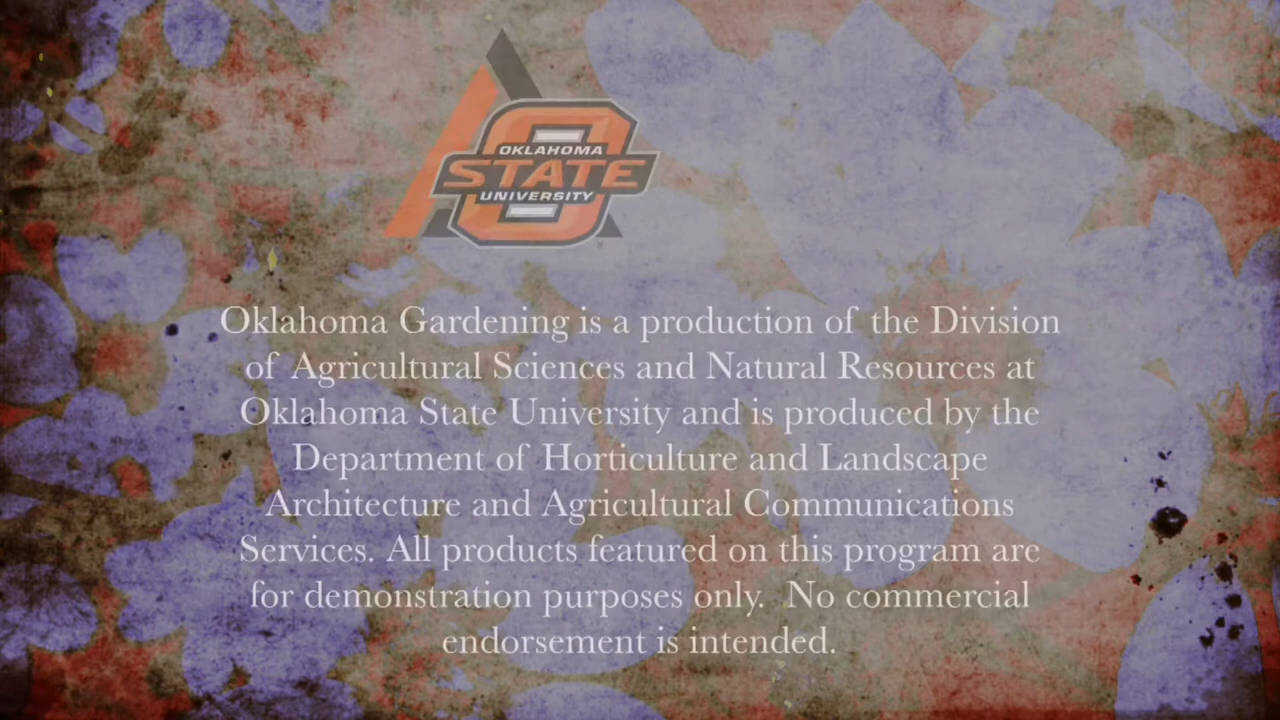 OKLAHOMA
STATE
UNIVERSITY
Oklahoma Gardening is a production of the Division
of Agricultural Sciences and Natural Resources at
Oklahoma State University and is produced by the
Department of Horticulture and Landscape
Architecture and Agricultural Communications
Services. All products featured on this program are
for demonstration purposes only. No commercial
endorsement is intended.